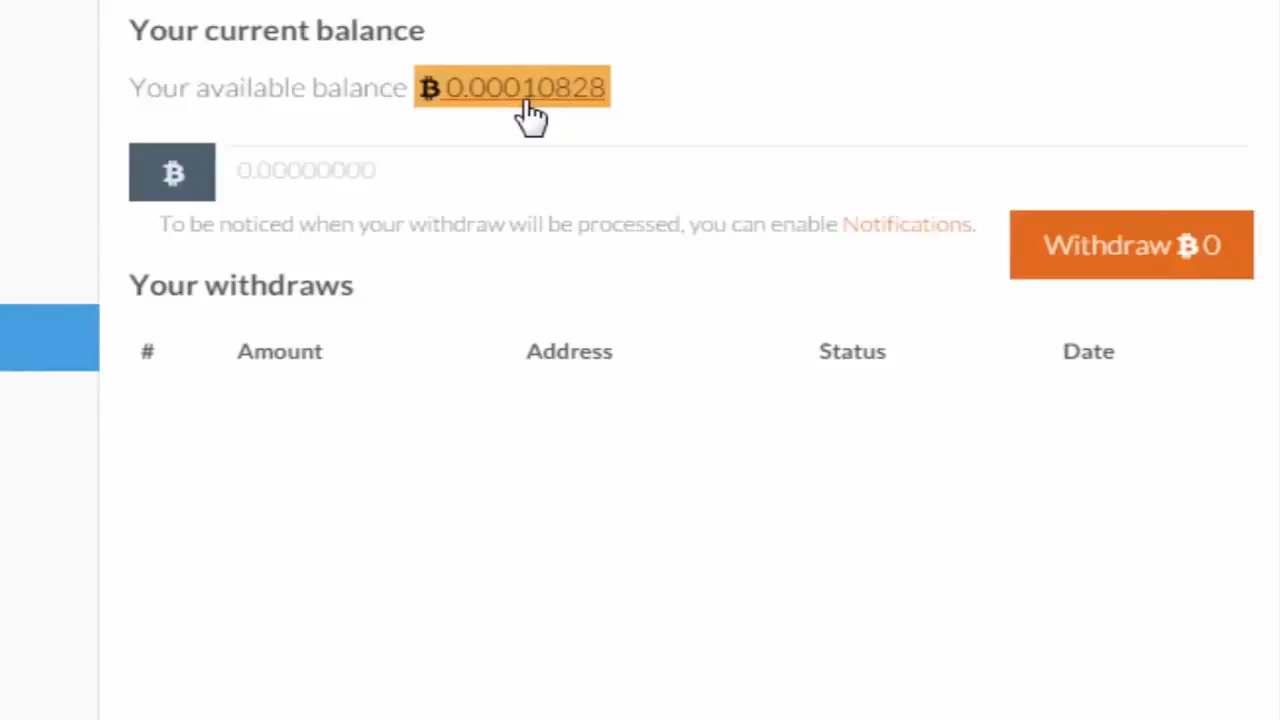 Your current balance
Your available balance ₿ 0.00010828
₿ 0.00000000
To be noticed when your withdraw will be processed, you can enable Notifications.
Withdraw ₿ 0
Your withdraws
# Amount Address Status Date